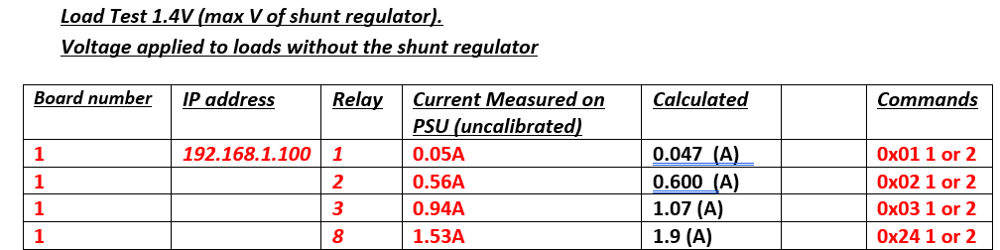 Load Test 1.4V (max V of shunt regulator).
Voltage applied to loads without the shunt regulator
Board number IP address Relay Current Measured on PSU (uncalibrated) Calculated Commands
1 192.168.1.100 1 0.05A 0.047 (A) 0x01 1 or 2
1 2 0.56A 0.600 (A) 0x02 1 or 2
1 3 0.94A 1.07 (A) 0x03 1 or 2
1 8 1.53A 1.9 (A) 0x24 1 or 2